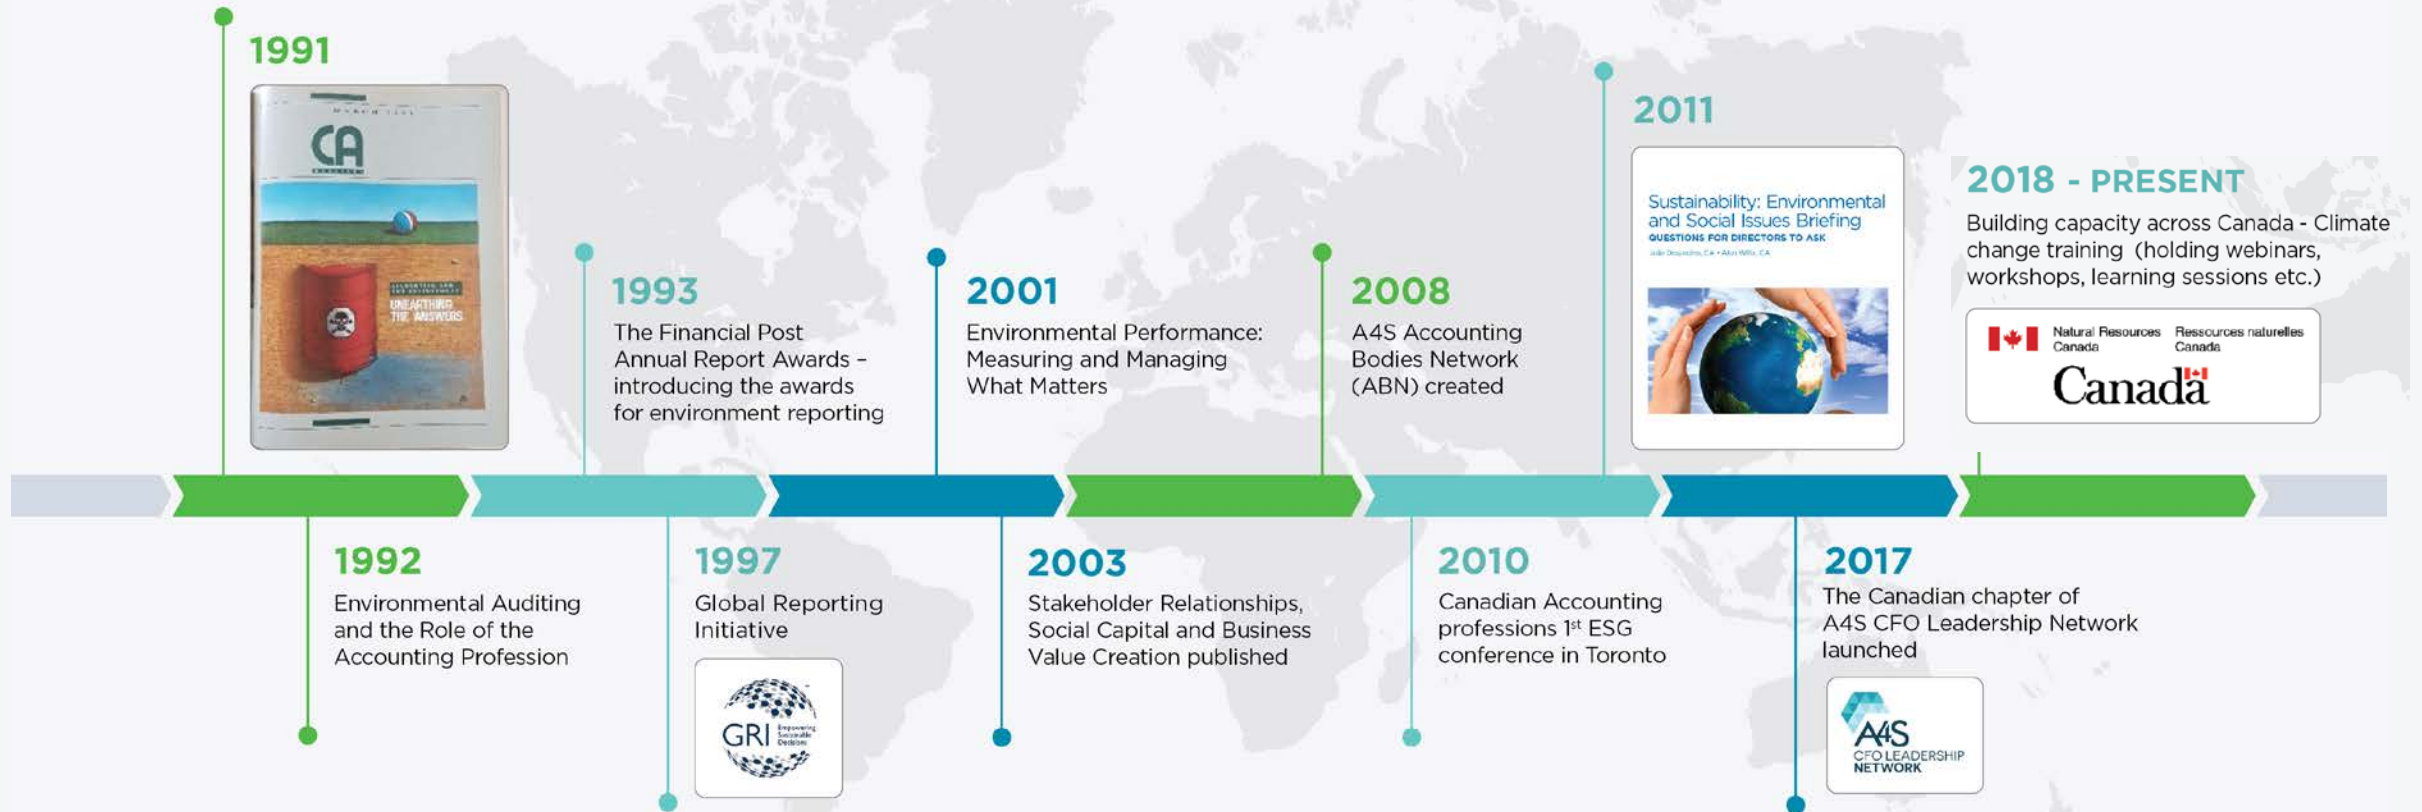 1991
CA
UNEARTHING
THE ANSWERS
1992
Environmental Auditing
and the Role of the
Accounting Profession
1993
The Financial Post
Annual Report Awards –
introducing the awards
for environment reporting
1997
Global Reporting
Initiative
GRI
Empowering
Sustainable
Decisions
2001
Environmental Performance:
Measuring and Managing
What Matters
2003
Stakeholder Relationships,
Social Capital and Business
Value Creation published
2008
A4S Accounting
Bodies Network
(ABN) created
2010
Canadian Accounting
professions 1st ESG
conference in Toronto
2011
Sustainability: Environmental
and Social Issues Briefing
QUESTIONS FOR DIRECTORS TO ASK
2017
The Canadian chapter of
A4S CFO Leadership Network
launched
A4S
CFO LEADERSHIP
NETWORK
2018 - PRESENT
Building capacity across Canada - Climate
change training (holding webinars,
workshops, learning sessions etc.)
Natural Resources Ressources naturelles
Canada Canada
Canada